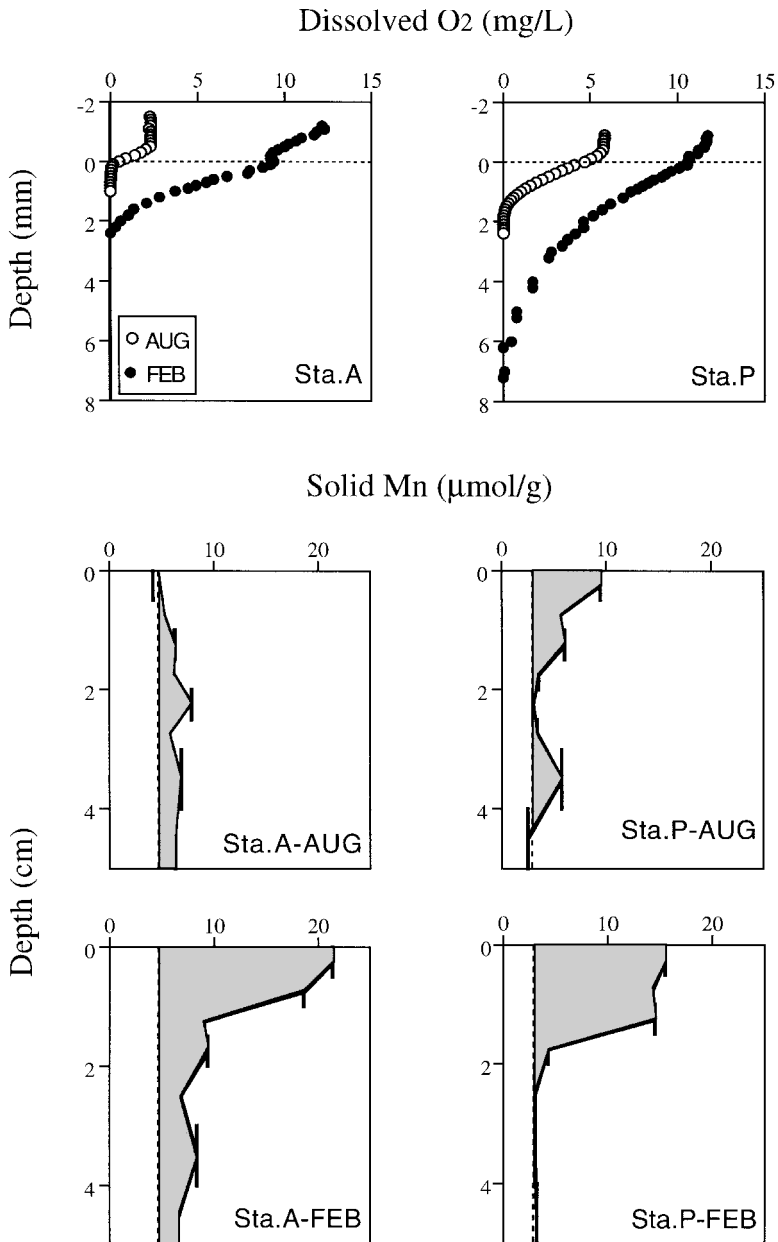 Dissolved O2 (mg/L)
0 5 10 15
0 5 10 15
-2
0
2
4
6
8
-2
0
2
4
6
8
Depth (mm)
AUG
FEB
Sta.A
Sta.P
Solid Mn (μmol/g)
0 10 20
0 10 20
0
2
4
0
2
4
Sta.A-AUG
Sta.P-AUG
Depth (cm)
0 10 20
0 10 20
0
2
4
0
2
4
Sta.A-FEB
Sta.P-FEB